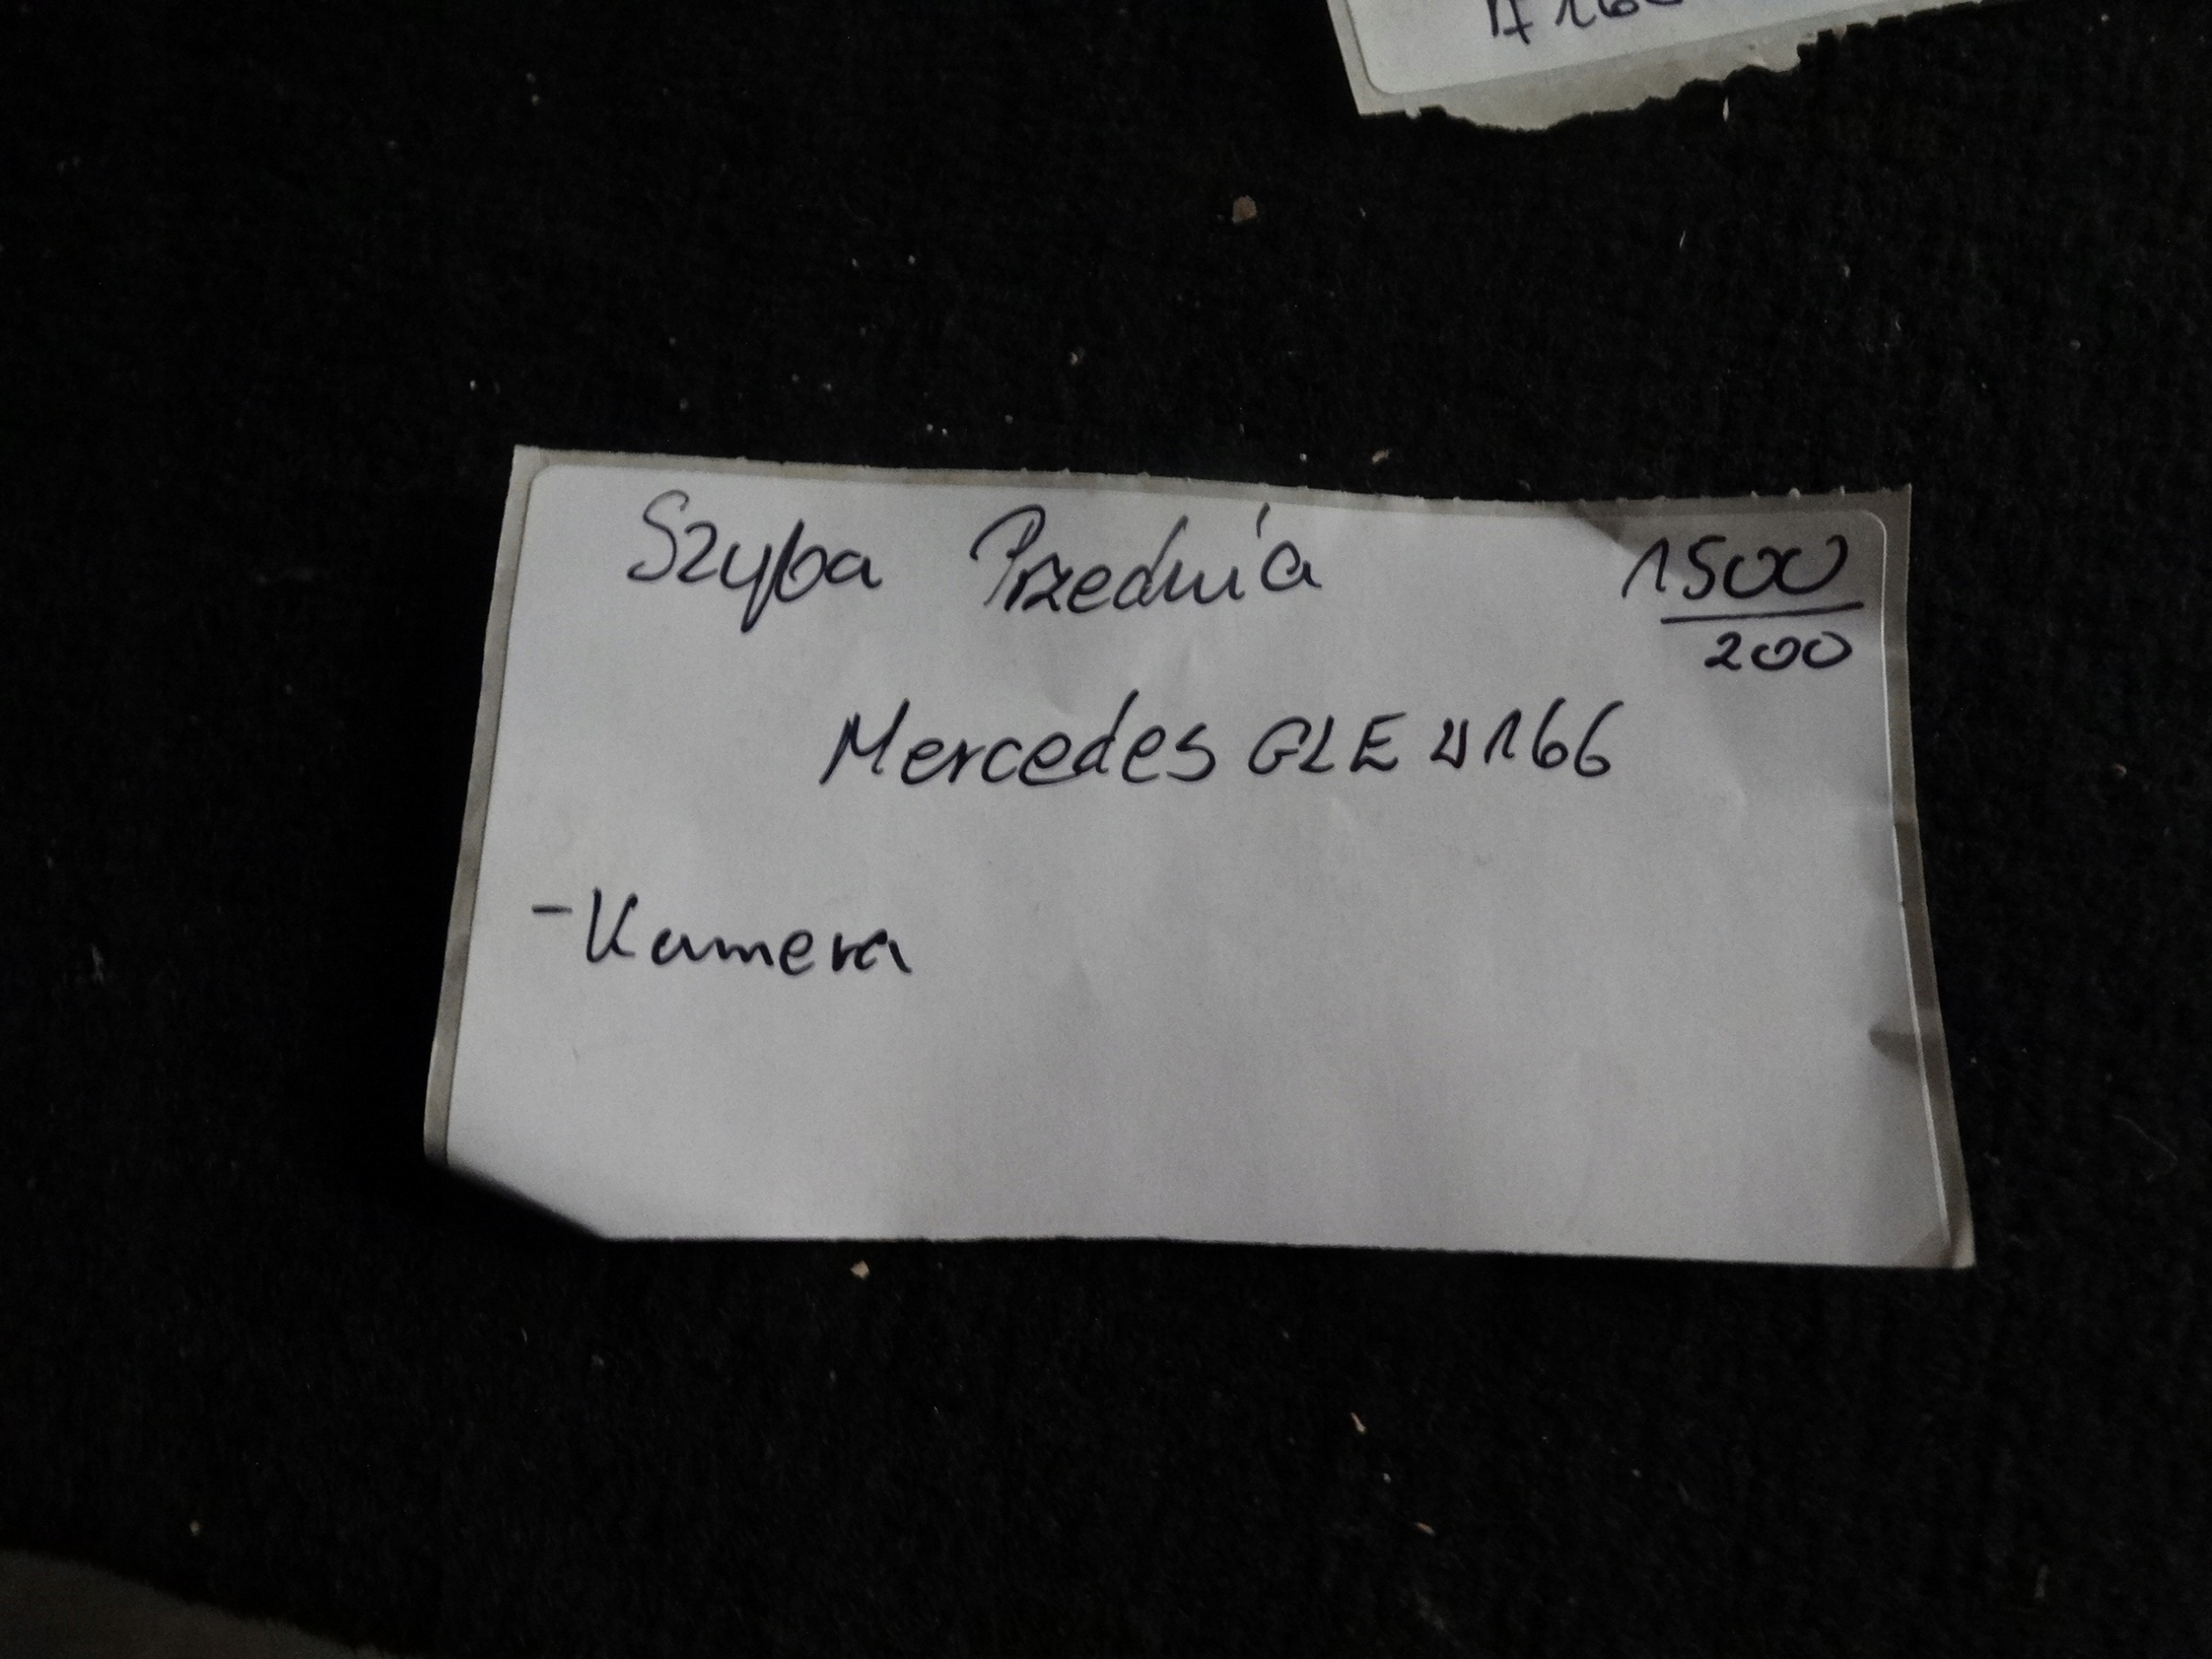 Szyba Przednia 1500
200
Mercedes GLE W166
-Kamera